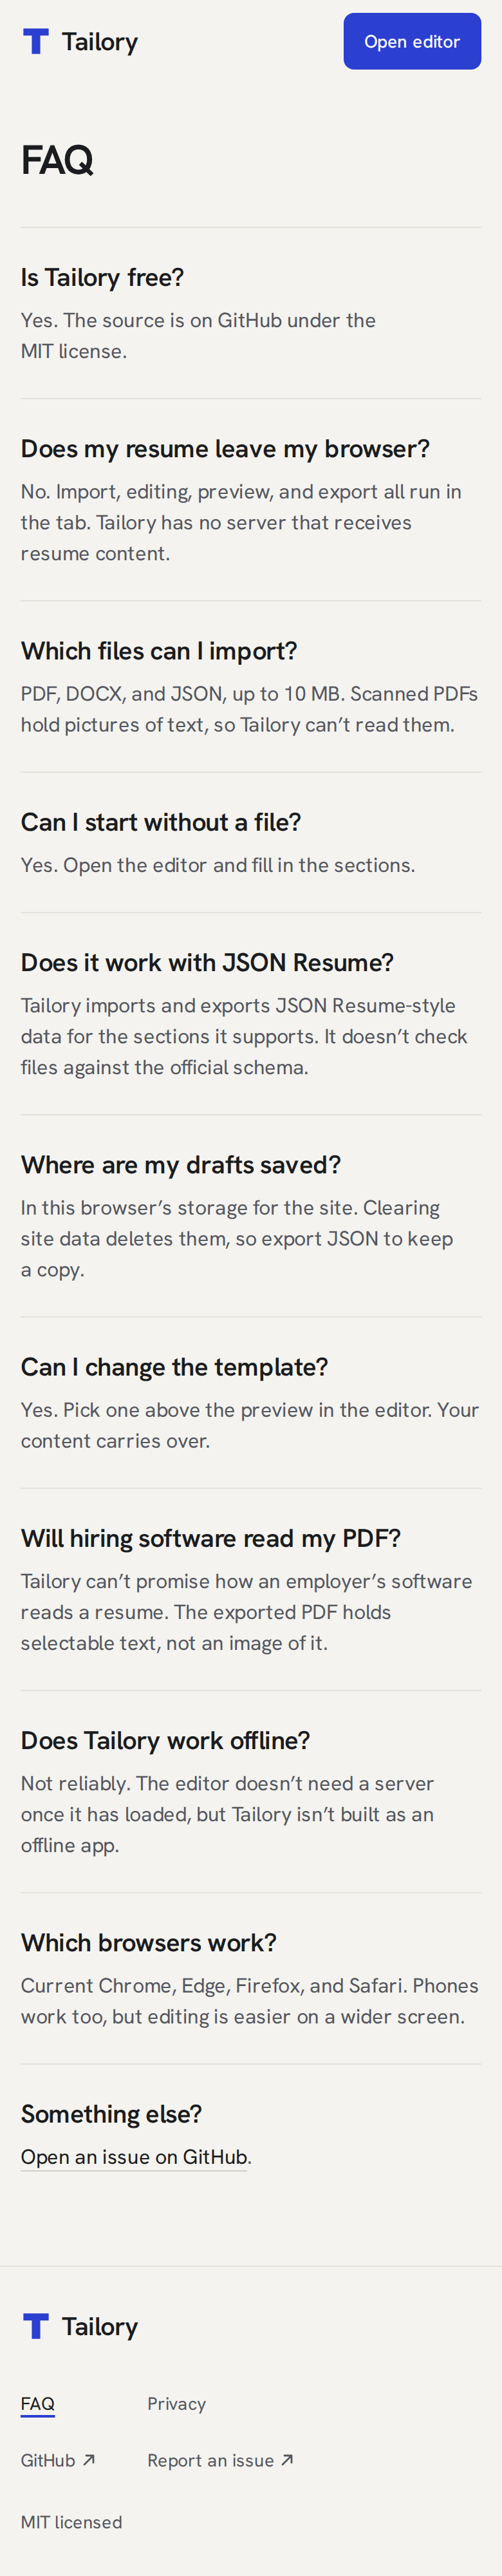 Tailory
Open editor
FAQ
Is Tailory free?
Yes. The source is on GitHub under the
MIT license.
Does my resume leave my browser?
No. Import, editing, preview, and export all run in
the tab. Tailory has no server that receives
resume content.
Which files can I import?
PDF, DOCX, and JSON, up to 10 MB. Scanned PDFs
hold pictures of text, so Tailory can’t read them.
Can I start without a file?
Yes. Open the editor and fill in the sections.
Does it work with JSON Resume?
Tailory imports and exports JSON Resume-style
data for the sections it supports. It doesn’t check
files against the official schema.
Where are my drafts saved?
In this browser’s storage for the site. Clearing
site data deletes them, so export JSON to keep
a copy.
Can I change the template?
Yes. Pick one above the preview in the editor. Your
content carries over.
Will hiring software read my PDF?
Tailory can’t promise how an employer’s software
reads a resume. The exported PDF holds
selectable text, not an image of it.
Does Tailory work offline?
Not reliably. The editor doesn’t need a server
once it has loaded, but Tailory isn’t built as an
offline app.
Which browsers work?
Current Chrome, Edge, Firefox, and Safari. Phones
work too, but editing is easier on a wider screen.
Something else?
Open an issue on GitHub.
Tailory
FAQ Privacy
GitHub ↗ Report an issue ↗
MIT licensed